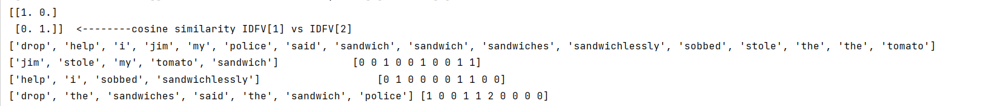 [[1. 0.]
 [0. 1.]]  <--------cosine similarity IDFV[1] vs IDFV[2]
['drop', 'help', 'i', 'jim', 'my', 'police', 'said', 'sandwich', 'sandwich', 'sandwiches', 'sandwichlessly', 'sobbed', 'stole', 'the', 'the', 'tomato']
['jim', 'stole', 'my', 'tomato', 'sandwich']            [0 0 1 0 0 1 0 0 1 1]
['help', 'i', 'sobbed', 'sandwichlessly']                   [0 1 0 0 0 0 1 1 0 0]
['drop', 'the', 'sandwiches', 'said', 'the', 'sandwich', 'police'] [1 0 0 1 1 2 0 0 0 0]